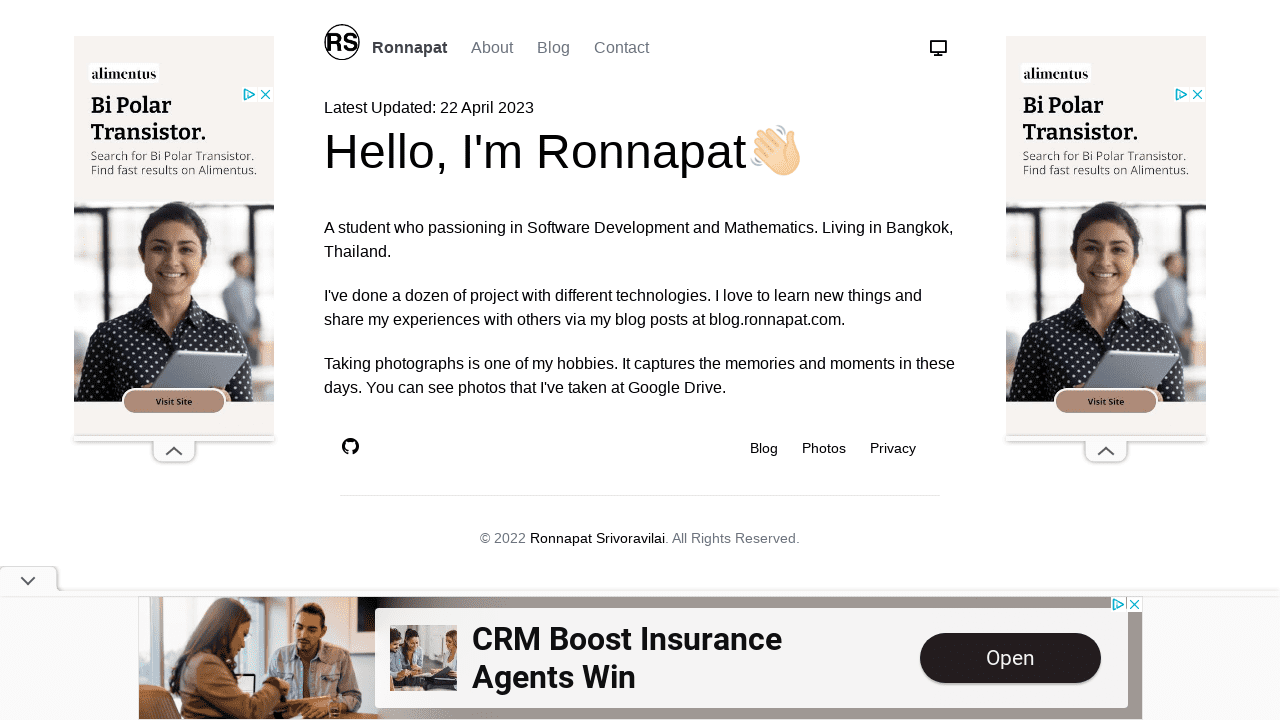 RS Ronnapat About Blog Contact
Latest Updated: 22 April 2023
Hello, I'm Ronnapat
A student who passioning in Software Development and Mathematics. Living in Bangkok,
Thailand.
I've done a dozen of project with different technologies. I love to learn new things and
share my experiences with others via my blog posts at blog.ronnapat.com.
Taking photographs is one of my hobbies. It captures the memories and moments in these
days. You can see photos that I've taken at Google Drive.
Blog Photos Privacy
© 2022 Ronnapat Srivoravilai. All Rights Reserved.
alimentus
Bi Polar
Transistor.
Search for Bi Polar Transistor.
Find fast results on Alimentus.
Visit Site
alimentus
Bi Polar
Transistor.
Search for Bi Polar Transistor.
Find fast results on Alimentus.
Visit Site
CRM Boost Insurance
Agents Win
Open